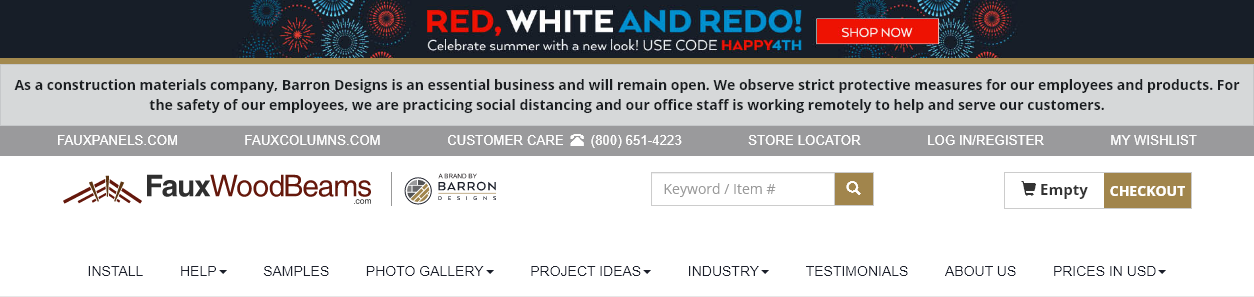 RED, WHITE AND REDO!
Celebrate summer with a new look! USE CODE HAPPY4TH
SHOP NOW
As a construction materials company, Barron Designs is an essential business and will remain open. We observe strict protective measures for our employees and products. For
the safety of our employees, we are practicing social distancing and our office staff is working remotely to help and serve our customers.
FAUXPANELS.COM FAUXCOLUMNS.COM CUSTOMER CARE (800) 651-4223 STORE LOCATOR LOG IN/REGISTER MY WISHLIST
FauxWoodBeams
.com
A BRAND BY
BARRON
DESIGNS
Keyword / Item #
Empty CHECKOUT
INSTALL HELP SAMPLES PHOTO GALLERY PROJECT IDEAS INDUSTRY TESTIMONIALS ABOUT US PRICES IN USD